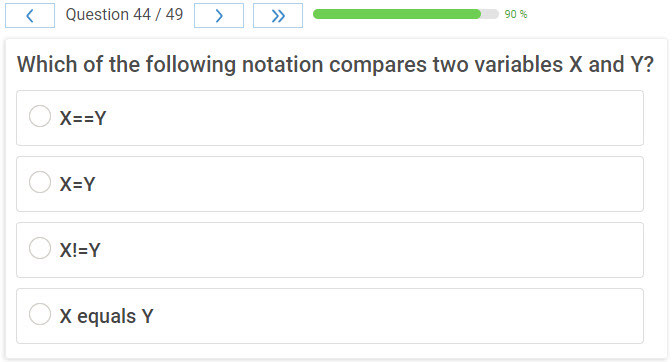 Question 44 / 49
90 %
Which of the following notation compares two variables X and Y?
X==Y
X=Y
X!=Y
X equals Y